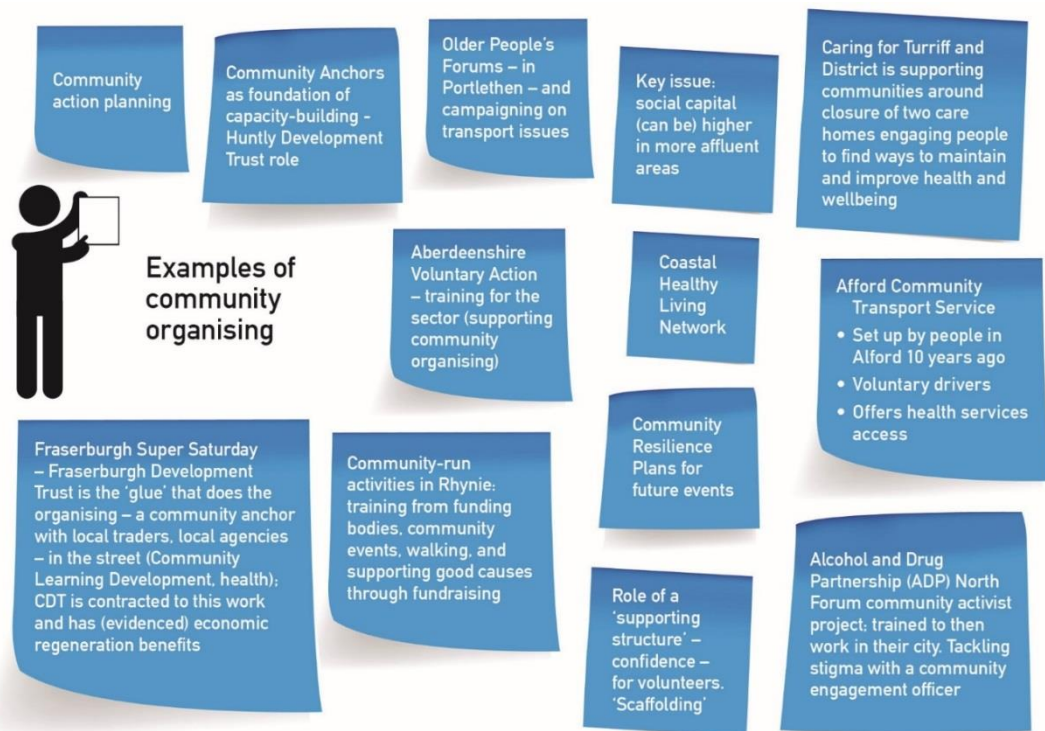 Community
action planning
Community Anchors
as foundation of
capacity-building -
Huntly Development
Trust role
Older People's
Forums – in
Portlethen – and
campaigning on
transport issues
Key issue:
social capital
(can be) higher
in more affluent
areas
Caring for Turriff and
District is supporting
communities around
closure of two care
homes engaging people
to find ways to maintain
and improve health and
wellbeing
Examples of
community
organising
Aberdeenshire
Voluntary Action
– training for the
sector (supporting
community
organising)
Coastal
Healthy
Living
Network
Afford Community
Transport Service
• Set up by people in
Alford 10 years ago
• Voluntary drivers
• Offers health services
access
Fraserburgh Super Saturday
– Fraserburgh Development
Trust is the 'glue' that does the
organising – a community anchor
with local traders, local agencies
– in the street (Community
Learning Development, health);
CDT is contracted to this work
and has (evidenced) economic
regeneration benefits
Community-run
activities in Rhynie:
training from funding
bodies, community
events, walking, and
supporting good causes
through fundraising
Community
Resilience
Plans for
future events
Role of a
'supporting
structure' –
confidence –
for volunteers.
'Scaffolding'
Alcohol and Drug
Partnership (ADP) North
Forum community activist
project; trained to then
work in their city. Tackling
stigma with a community
engagement officer